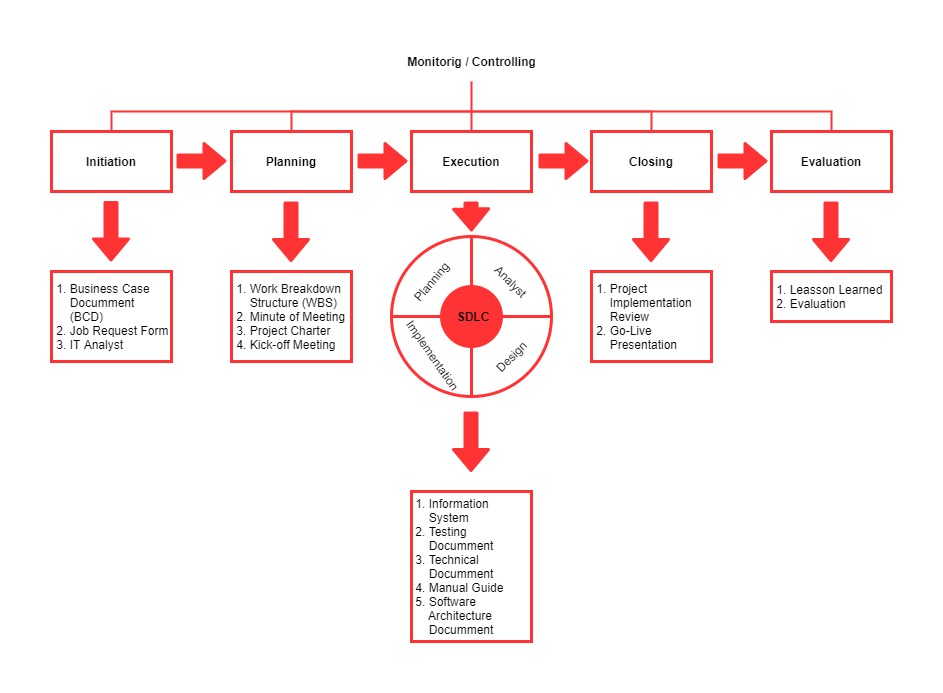 Monitorig / Controlling
Initiation
Planning
Execution
Closing
Evaluation
1. Business Case
Documment
(BCD)
2. Job Request Form
3. IT Analyst
1. Work Breakdown
Structure (WBS)
2. Minute of Meeting
3. Project Charter
4. Kick-off Meeting
Planning
Analyst
SDLC
Implementation
Design
1. Project
Implementation
Review
2. Go-Live
Presentation
1. Leasson Learned
2. Evaluation
1. Information
System
2. Testing
Documment
3. Technical
Documment
4. Manual Guide
5. Software
Architecture
Documment